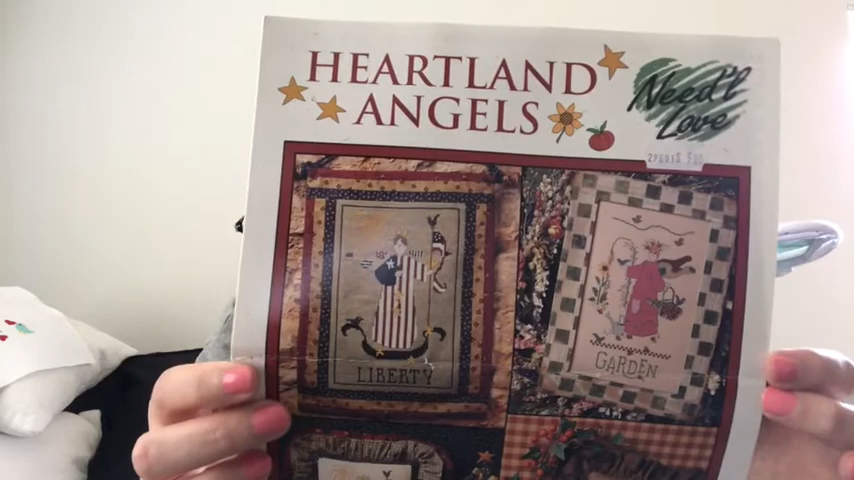 HEARTLAND
ANGELS
Need'l
Love
LIBERTY
GARDEN